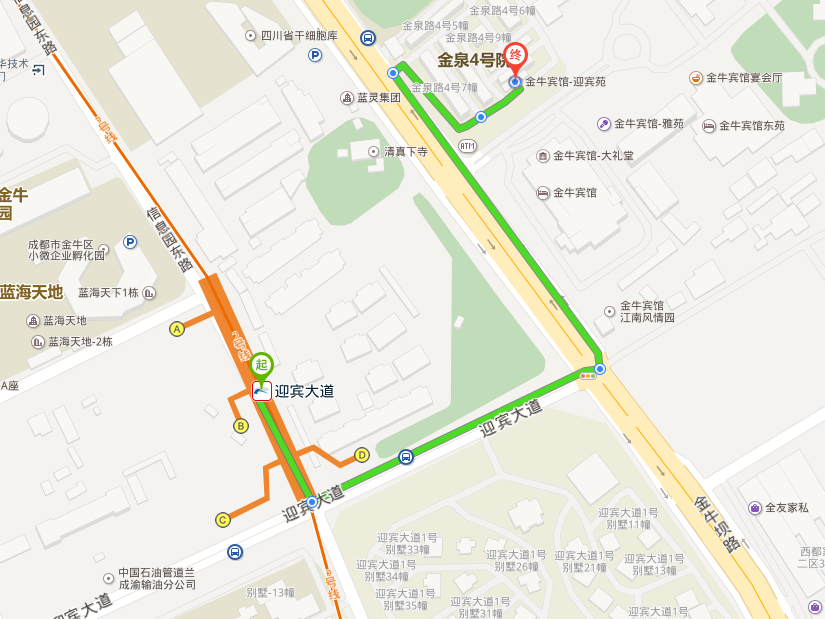 金泉路4号6幢
金泉路4号5幢
金泉路4号9幢
信息园东路
四川省干细胞库
P
金泉4号院
终
金牛宾馆-迎宾苑
金牛宾馆宴会厅
金泉路4号7幢
蓝灵集团
华技术
门
号线
金牛宾馆-雅苑
金牛宾馆东苑
ATM
清真下寺
金牛宾馆-大礼堂
金牛宾馆
金牛
园
信息园东路
成都市金牛区
小微企业孵化园
P
蓝海天地
蓝海天下1栋
金牛宾馆
江南风情园
蓝海天地
A
蓝海天地-2栋
号线
起
迎宾大道
A座
B
迎宾大道
D
迎宾大道
C
金牛坝路
全友家私
迎宾大道1号
别墅11幢
迎宾大道1号
别墅33幢
迎宾大道1号
别墅26幢
迎宾大道1号
别墅21幢
迎宾大道1号
别墅13幢
西都
二区3
中国石油管道兰
成渝输油分公司
迎宾大道1号
别墅34幢
号线
别墅-13幢
迎宾大道1号
别墅35幢
迎宾大道1号
别墅31幢
迎宾大道1号
迎宾大道